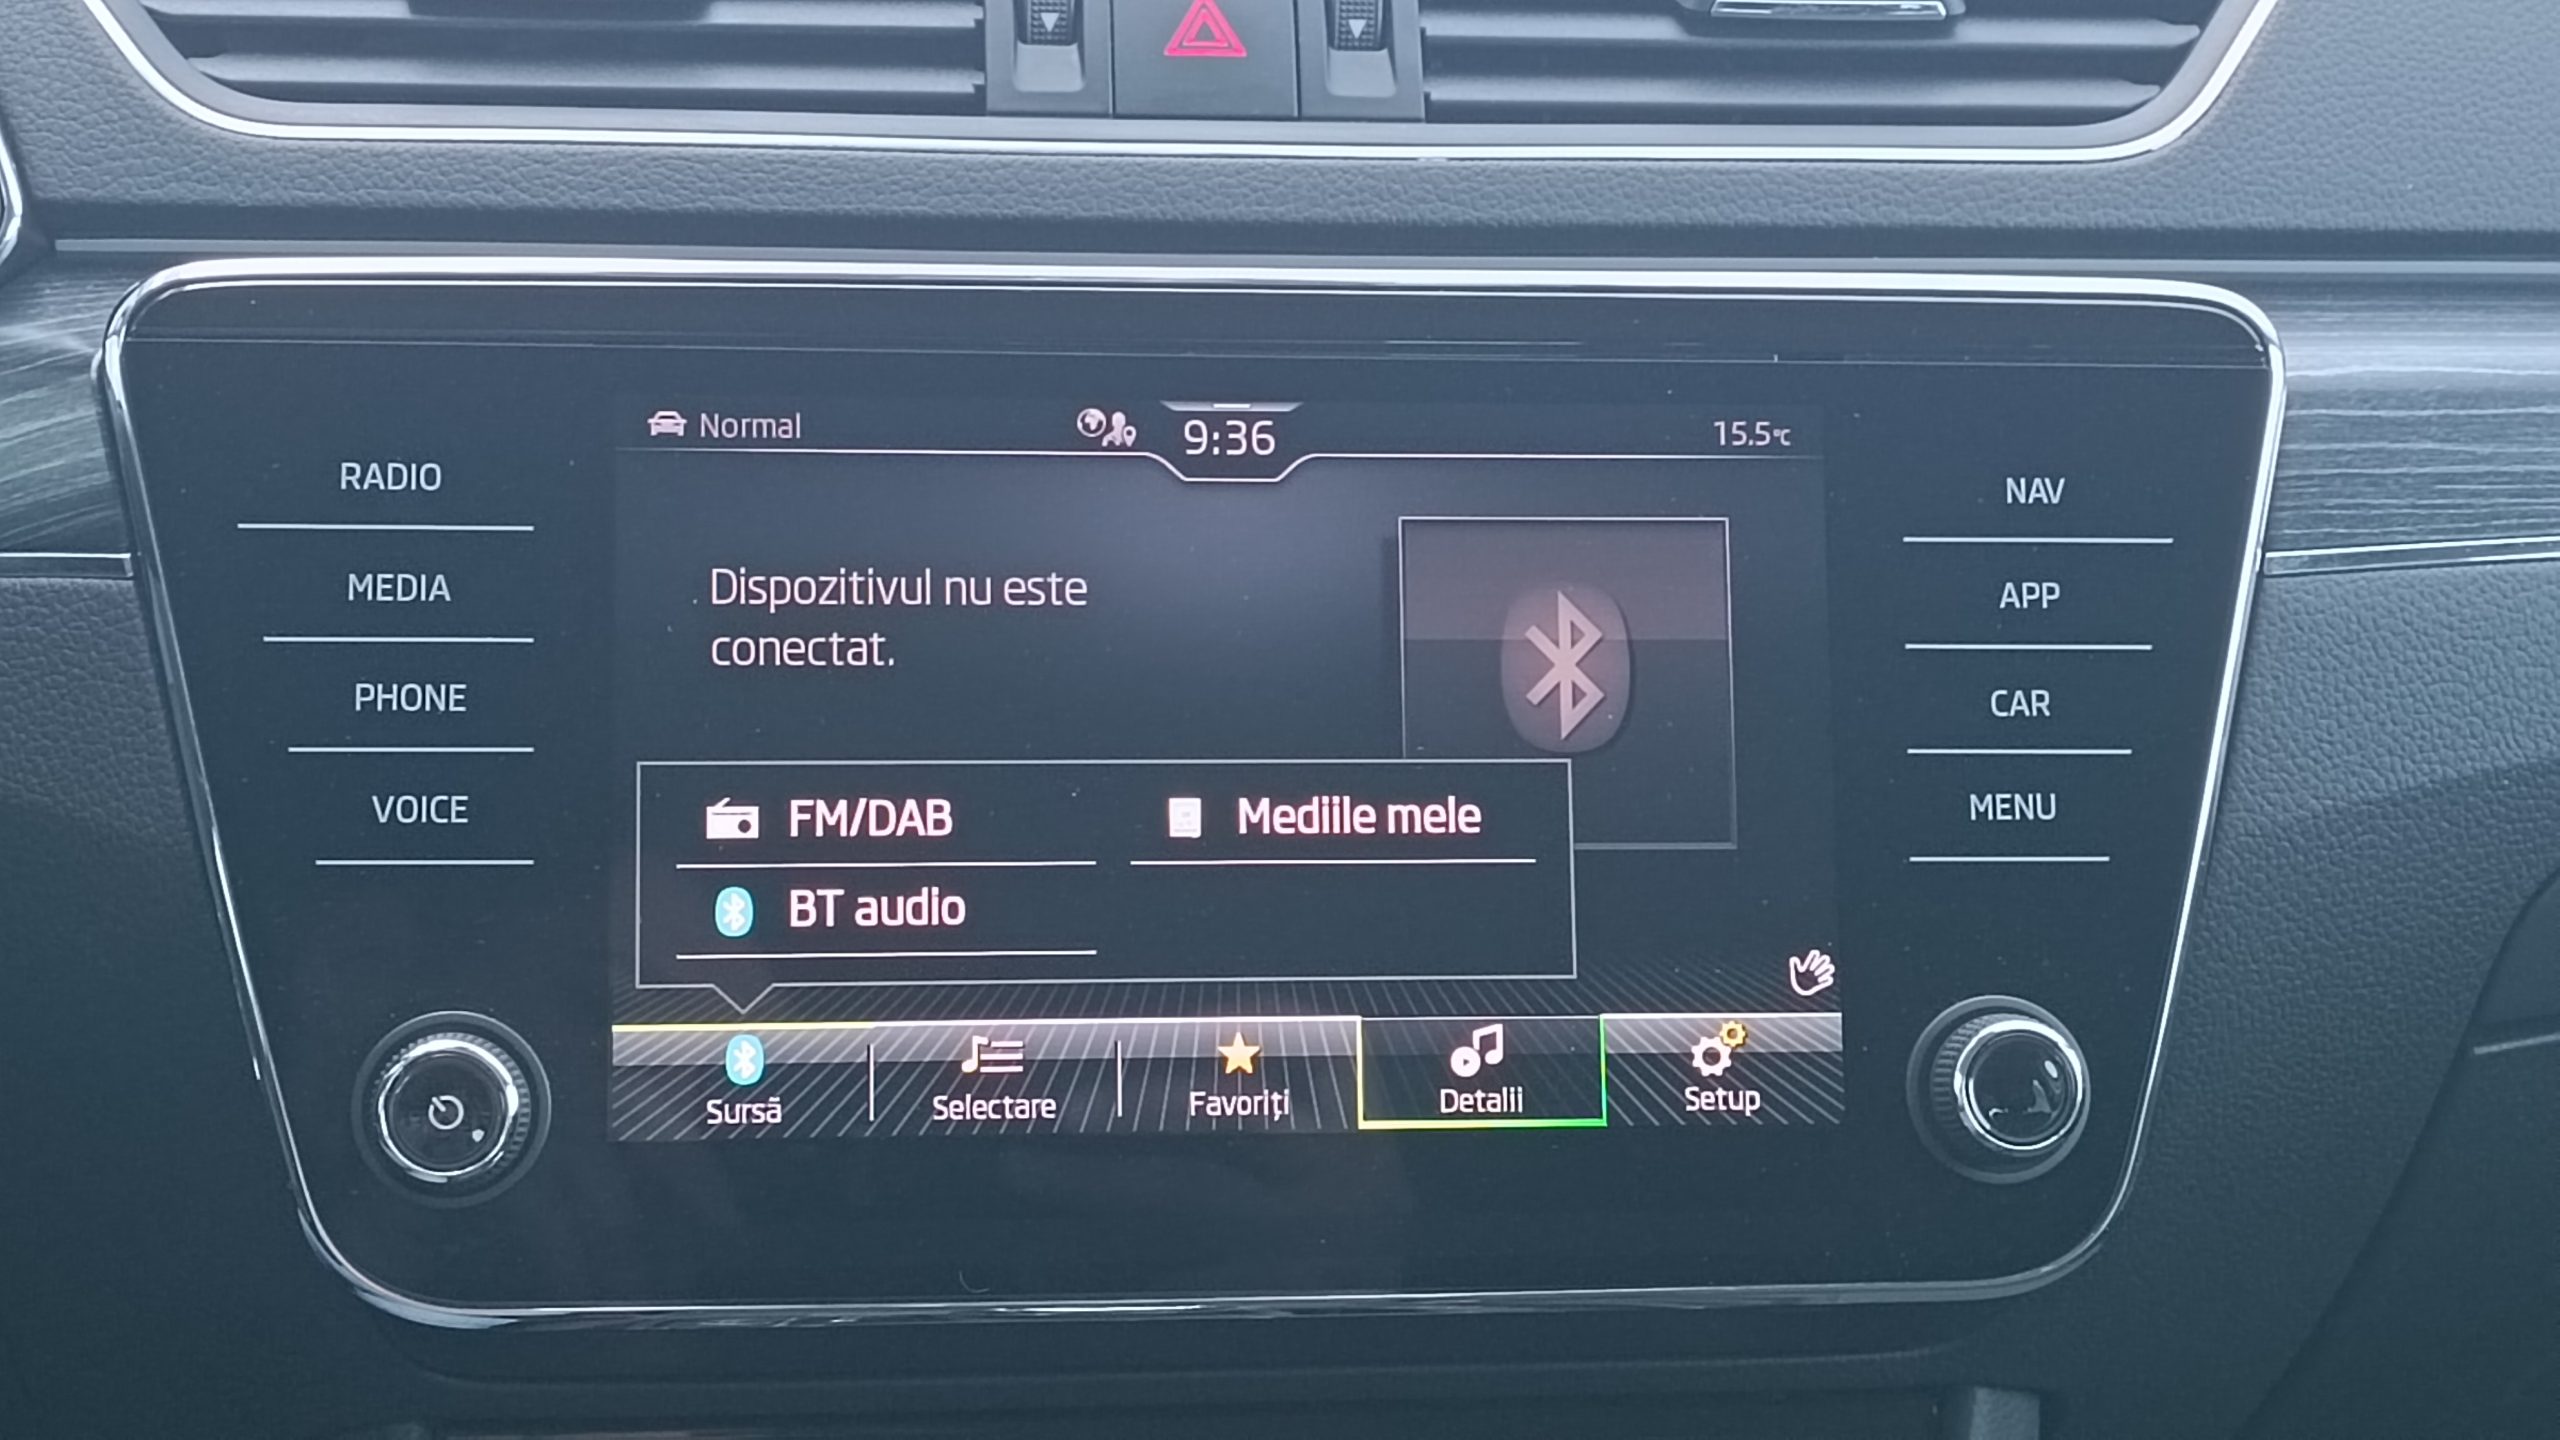 Normal
9:36
15.5°C
RADIO
MEDIA
PHONE
VOICE
NAV
APP
CAR
MENU
Dispozitivul nu este
conectat.
FM/DAB
Mediile mele
BT audio
Sursă
Selectare
Favoriți
Detalii
Setup